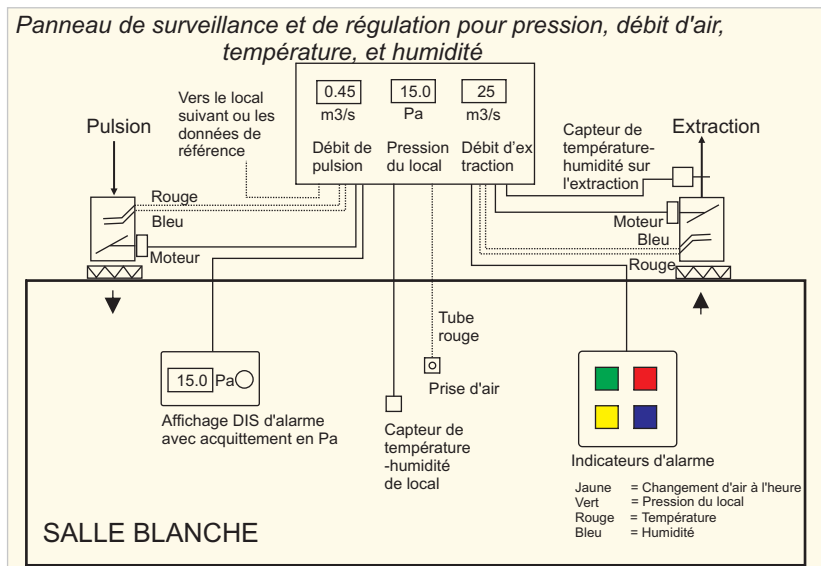 Panneau de surveillance et de régulation pour pression, débit d'air,
température, et humidité
0.45
15.0
25
m3/s
Pa
m3/s
Débit de
pulsion
Pression
du local
Débit d'ex
traction
Vers le local
suivant ou les
données de
référence
Pulsion
Capteur de
température-
humidité sur
l'extraction
Extraction
Rouge
Bleu
Moteur
Moteur
Bleu
Rouge
Tube
rouge
15.0 Pa
Prise d'air
Affichage DIS d'alarme
avec acquittement en Pa
Capteur de
température
-humidité
de local
Indicateurs d'alarme
Jaune = Changement d'air à l'heure
Vert = Pression du local
Rouge = Température
Bleu = Humidité
SALLE BLANCHE